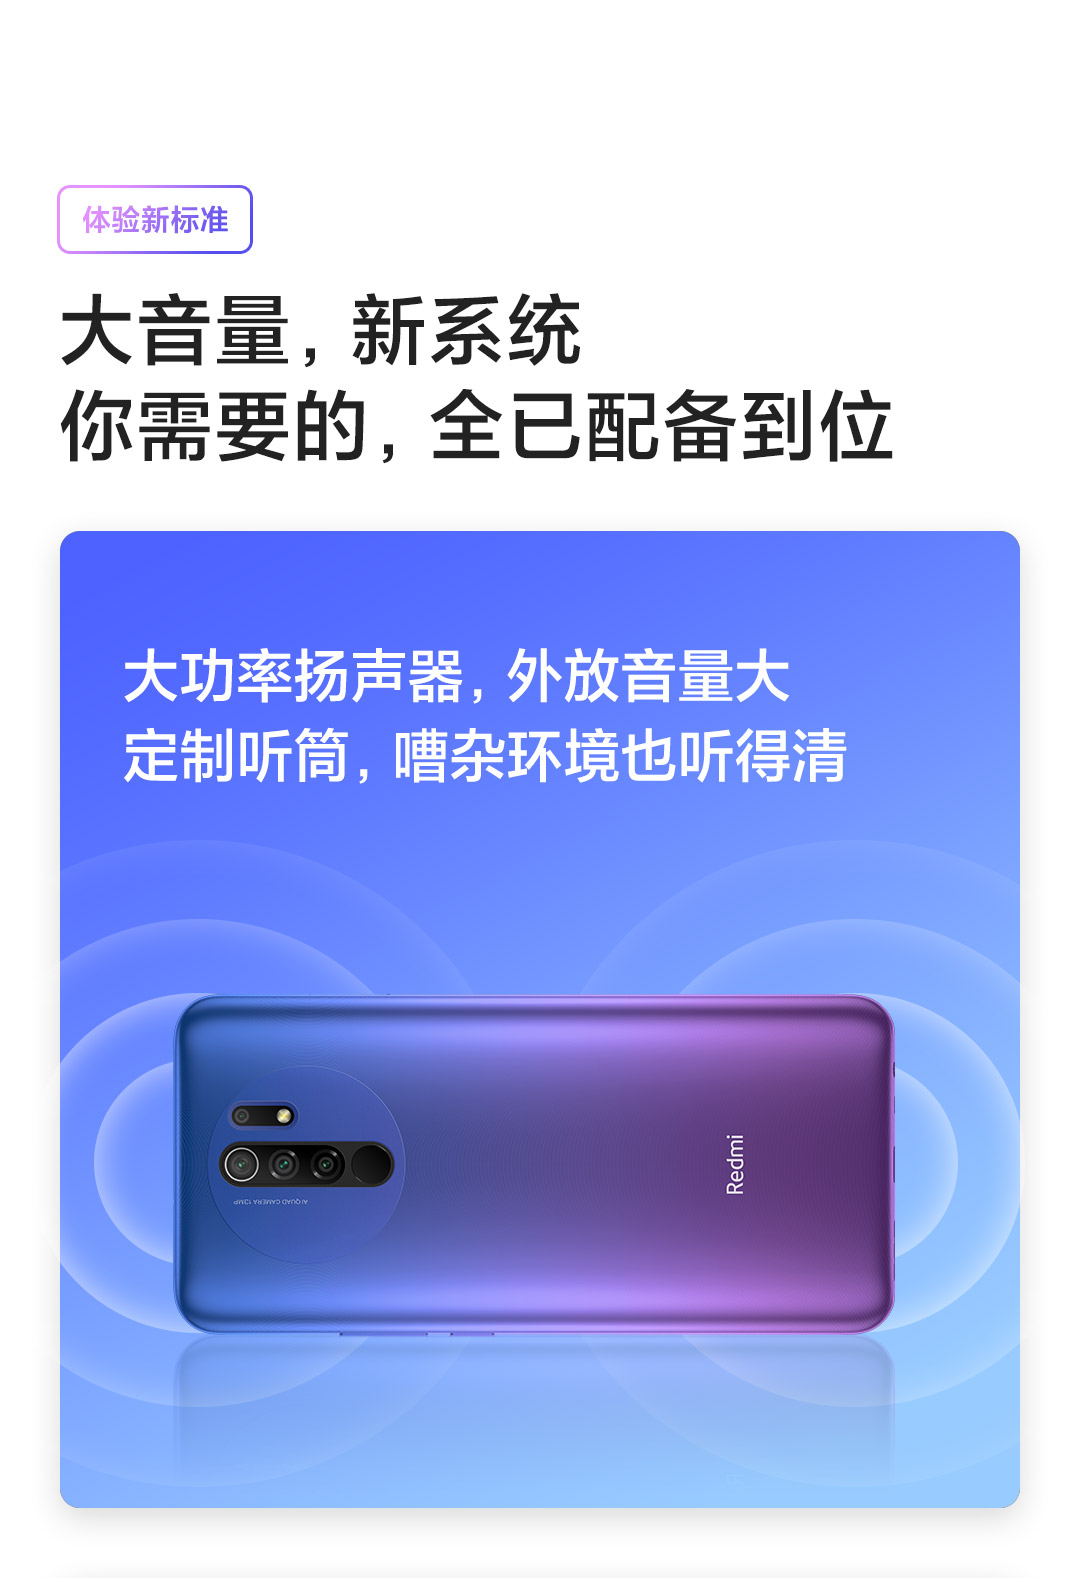 体验新标准
大音量，新系统
你需要的，全已配备到位
大功率扬声器，外放音量大
定制听筒，嘈杂环境也听得清
AI QUAD CAMERA 13MP
Redmi